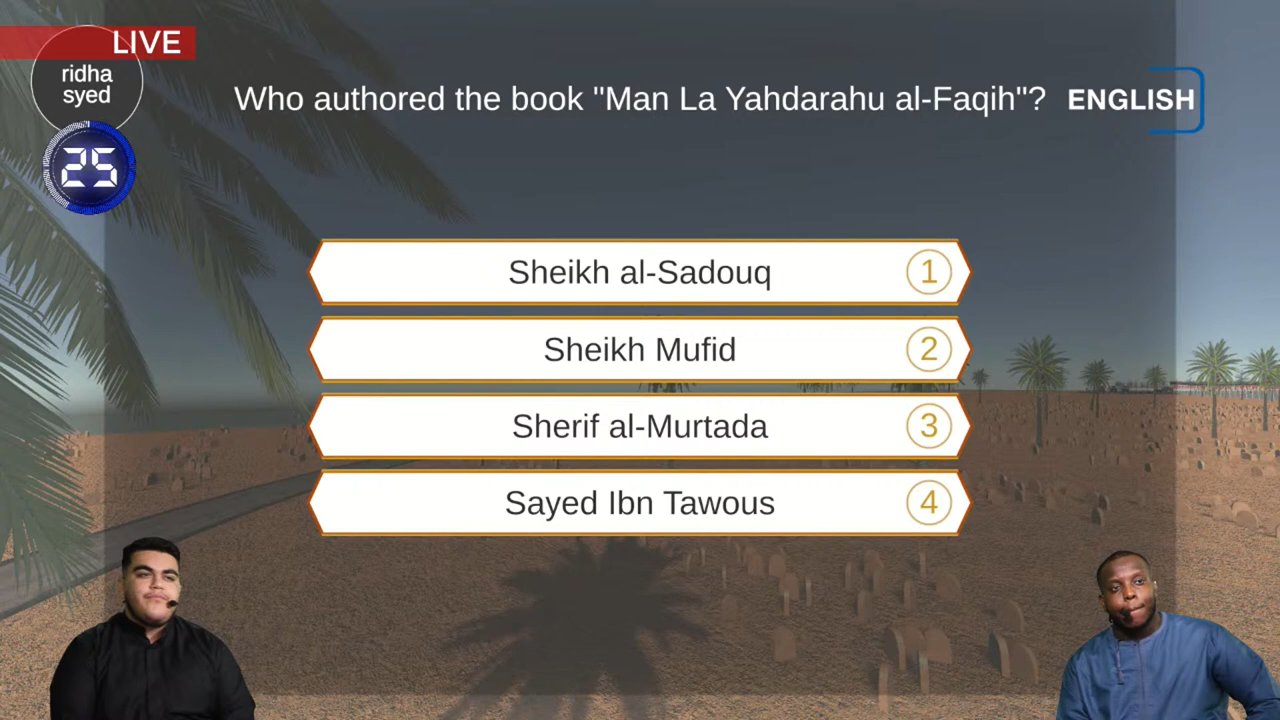 LIVE
ridha
syed
25
Who authored the book "Man La Yahdarahu al-Faqih"?
ENGLISH
Sheikh al-Sadouq 1
Sheikh Mufid 2
Sherif al-Murtada 3
Sayed Ibn Tawous 4